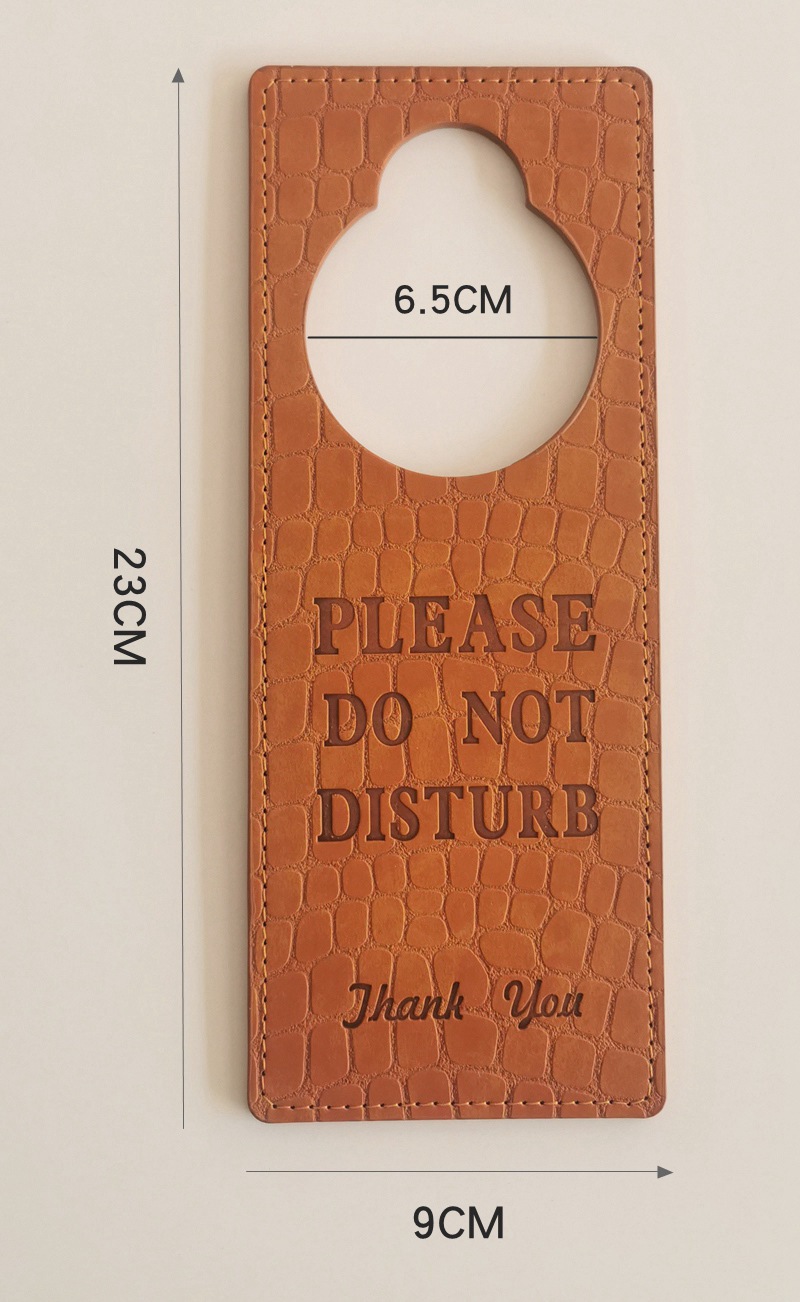 6.5CM
23CM
PLEASE
DO NOT
DISTURB
Thank You
9CM